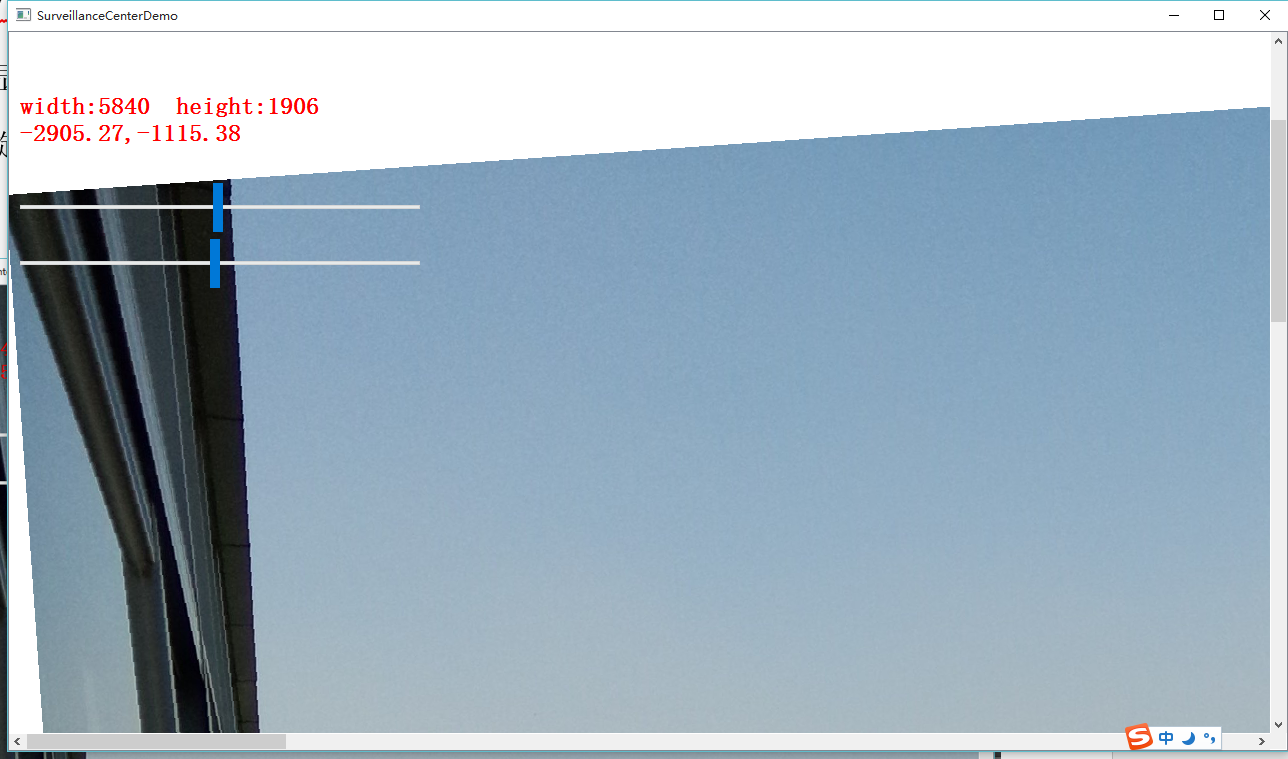 SurveillanceCenterDemo
width:5840 height:1906
-2905.27,-1115.38
S 中